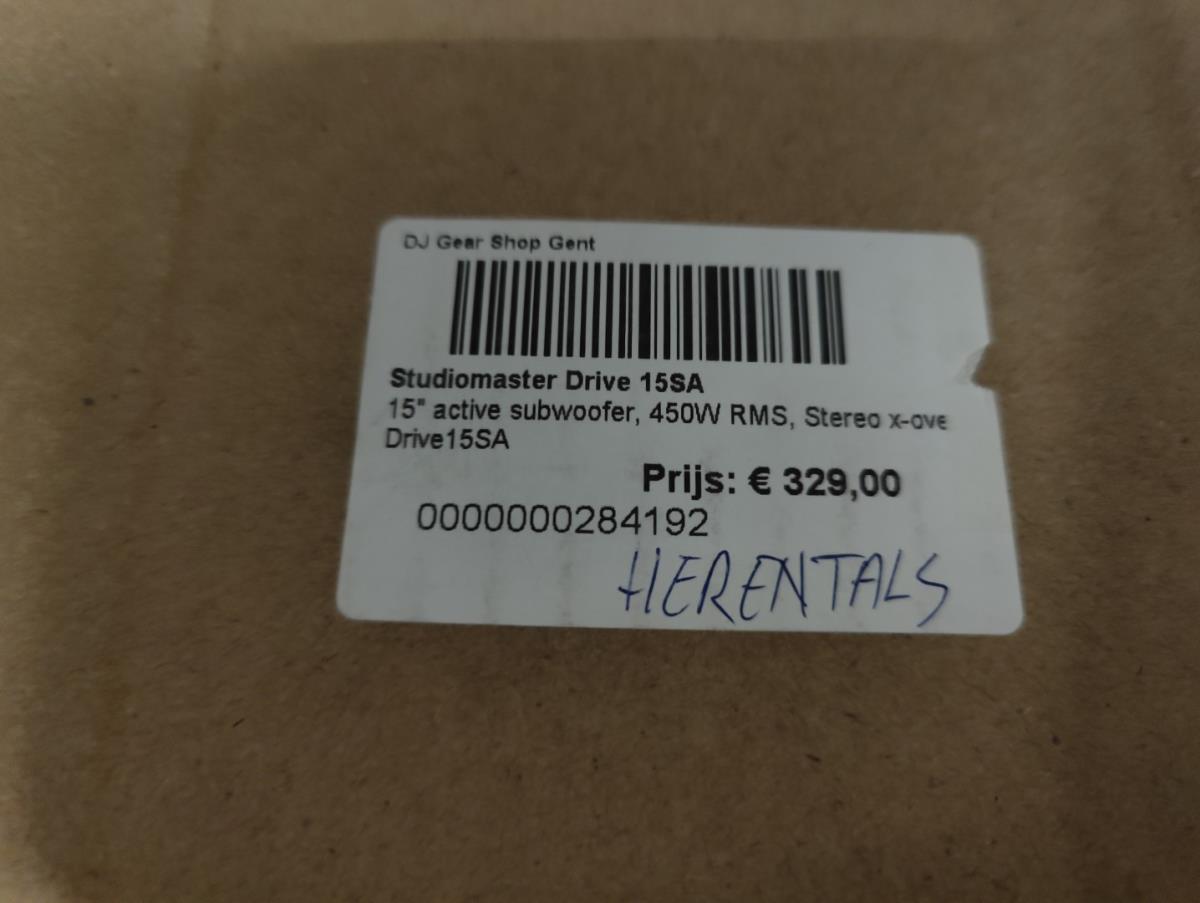 DJ Gear Shop Gent
Studiomaster Drive 15SA
15" active subwoofer, 450W RMS, Stereo x-ove
Drive15SA
Prijs: € 329,00
0000000284192
HERENTALS